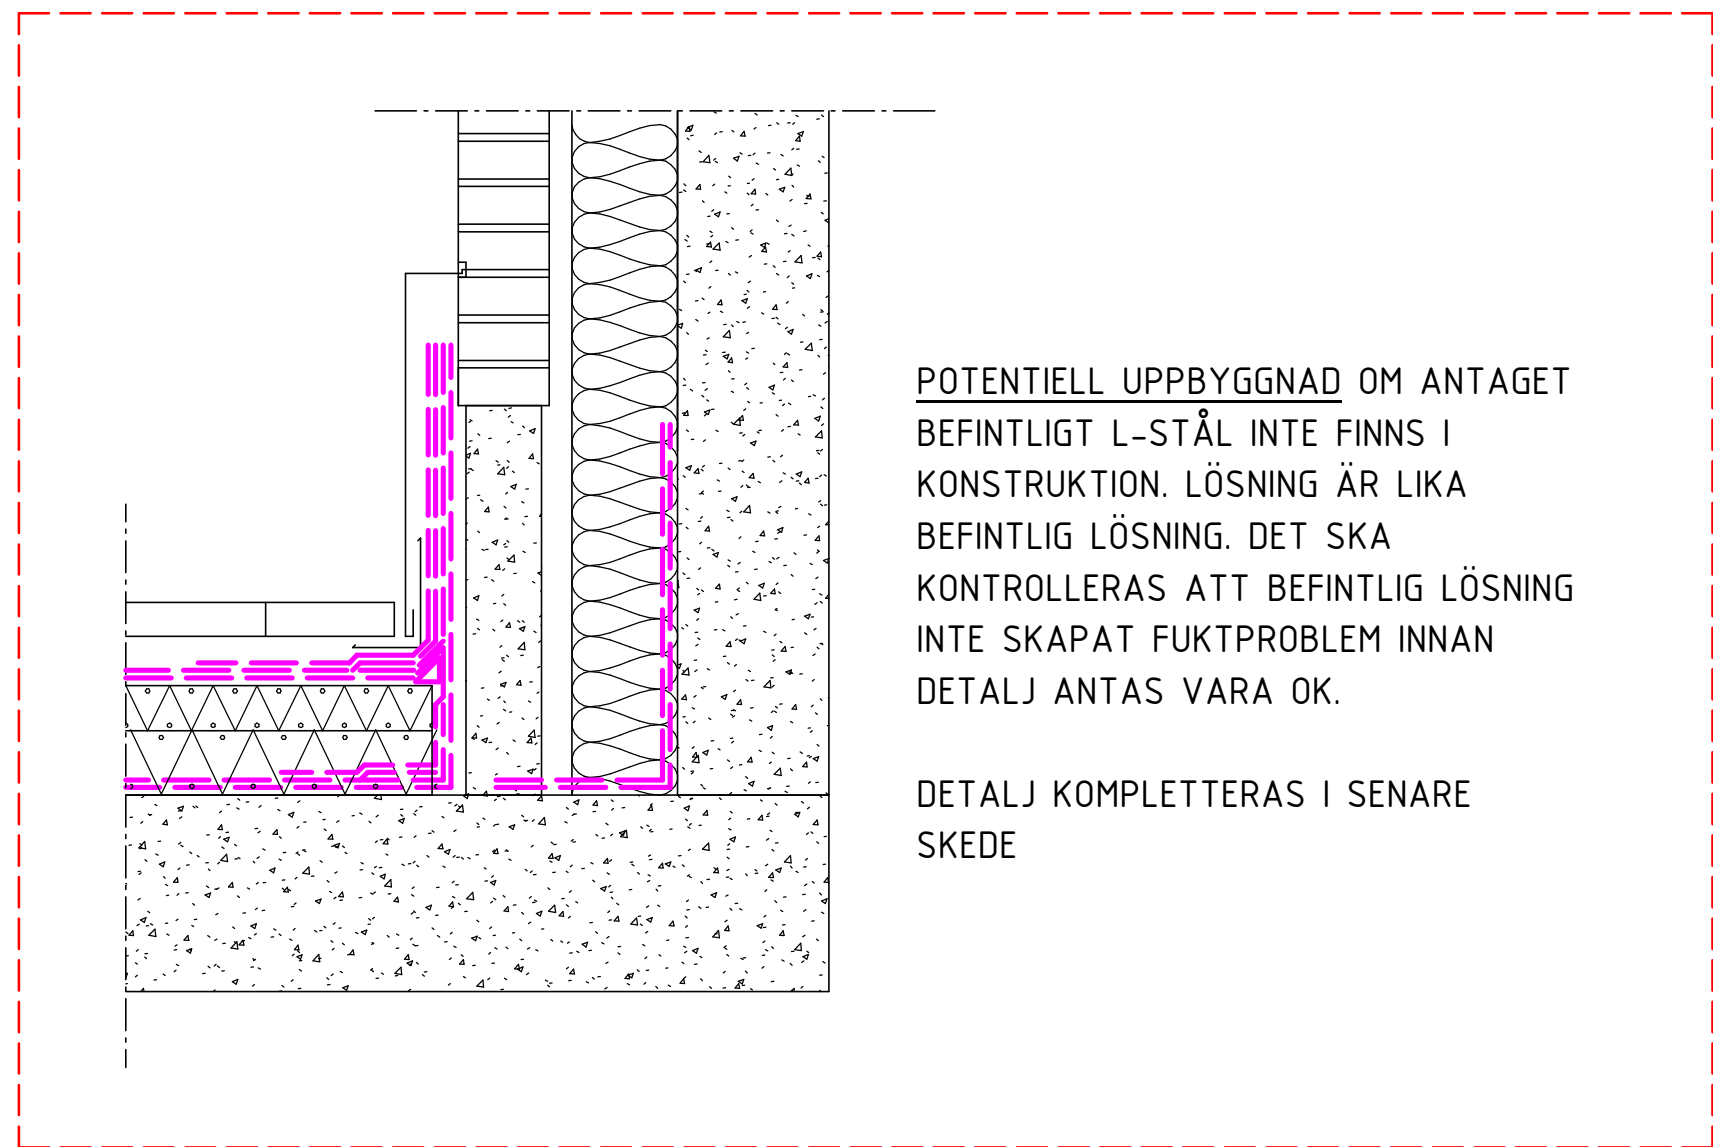 POTENTIELL UPPBYGGNAD OM ANTAGET
BEFINTLIGT L-STÅL INTE FINNS I
KONSTRUKTION. LÖSNING ÄR LIKA
BEFINTLIG LÖSNING. DET SKA
KONTROLLERAS ATT BEFINTLIG LÖSNING
INTE SKAPAT FUKTPROBLEM INNAN
DETALJ ANTAS VARA OK.
DETALJ KOMPLETTERAS I SENARE
SKEDE